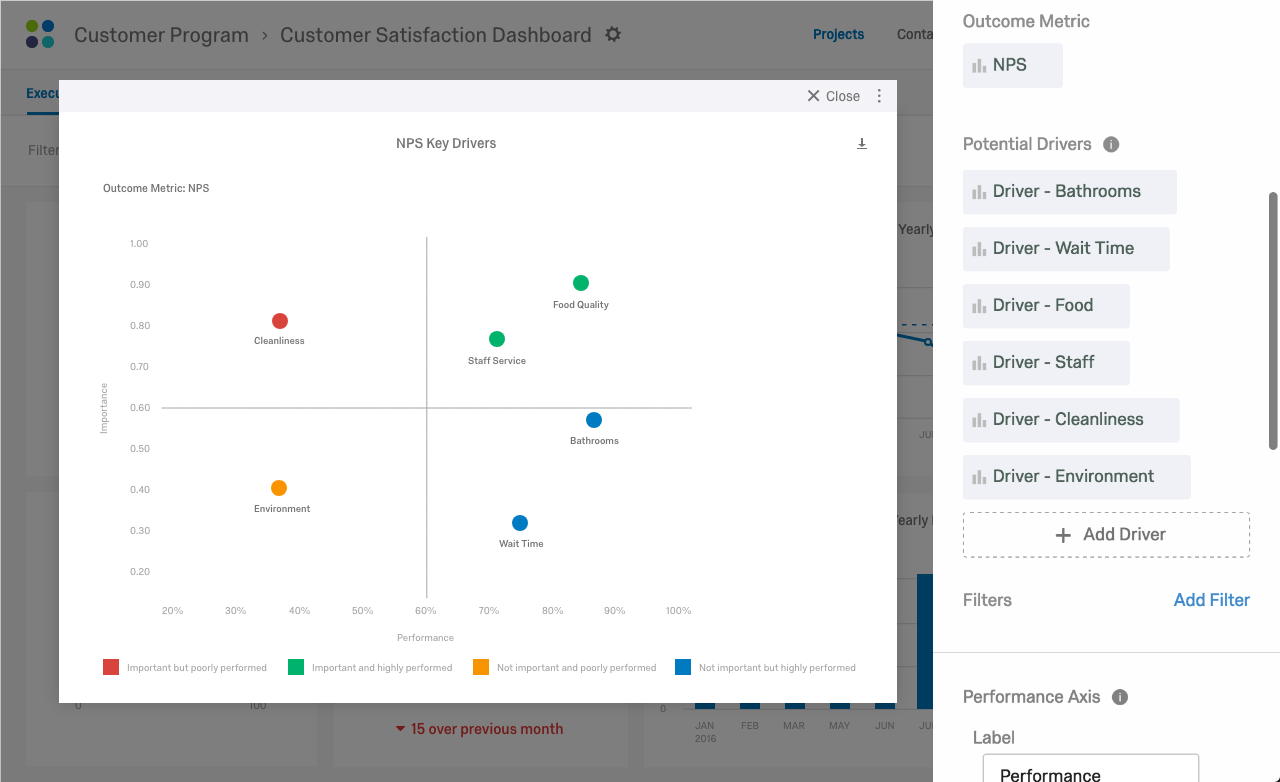 Customer Program › Customer Satisfaction Dashboard
Projects
Conta
Execu
Filter
Close
NPS Key Drivers
Outcome Metric: NPS
1.00
0.90
0.80
0.70
0.60
0.50
0.40
0.30
0.20
Importance
Food Quality
Cleanliness
Staff Service
Bathrooms
Environment
Wait Time
20% 30% 40% 50% 60% 70% 80% 90% 100%
Performance
Important but poorly performed
Important and highly performed
Not important and poorly performed
Not important but highly performed
Yearly
JU
early
0 100
15 over previous month
0
JAN FEB MAR MAY JUN JU
2016
Outcome Metric
NPS
Potential Drivers
Driver - Bathrooms
Driver - Wait Time
Driver - Food
Driver - Staff
Driver - Cleanliness
Driver - Environment
+ Add Driver
Filters Add Filter
Performance Axis
Label
Performance